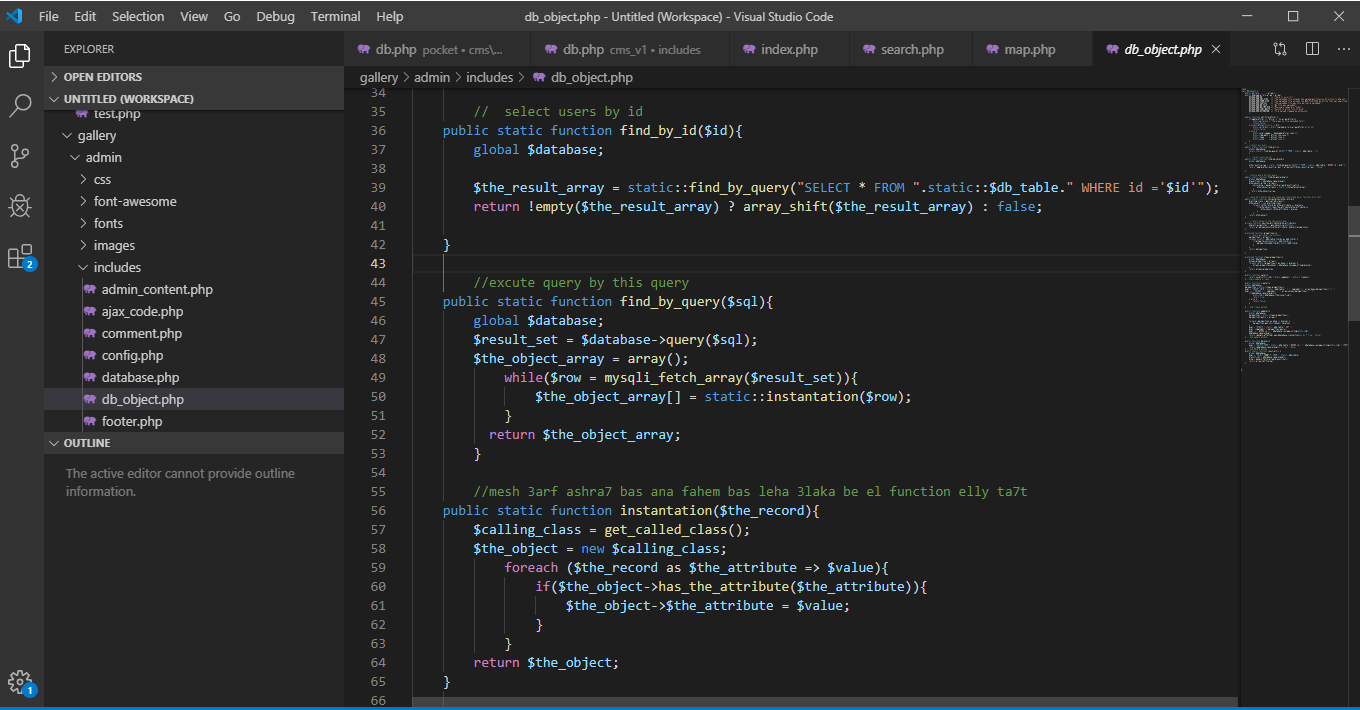 File Edit Selection View Go Debug Terminal Help
db_object.php - Untitled (Workspace) - Visual Studio Code
EXPLORER
OPEN EDITORS
UNTITLED (WORKSPACE)
test.php
gallery
admin
css
font-awesome
fonts
images
includes
admin_content.php
ajax_code.php
comment.php
config.php
database.php
db_object.php
footer.php
OUTLINE
The active editor cannot provide outline
information.
2
1
db.php pocket • cms\...
db.php cms_v1 • includes
index.php
search.php
map.php
db_object.php
gallery > admin > includes > db_object.php
34
35 // select users by id
36 public static function find_by_id($id){
37 global $database;
38
39 $the_result_array = static::find_by_query("SELECT * FROM ".static::$db_table." WHERE id ='$id'");
40 return !empty($the_result_array) ? array_shift($the_result_array) : false;
41
42 }
43
44 //excute query by this query
45 public static function find_by_query($sql){
46 global $database;
47 $result_set = $database->query($sql);
48 $the_object_array = array();
49 while($row = mysqli_fetch_array($result_set)){
50 $the_object_array[] = static::instantation($row);
51 }
52 return $the_object_array;
53 }
54
55 //mesh 3arf ashra7 bas ana fahem bas leha 3laka be el function elly ta7t
56 public static function instantation($the_record){
57 $calling_class = get_called_class();
58 $the_object = new $calling_class;
59 foreach ($the_record as $the_attribute => $value){
60 if($the_object->has_the_attribute($the_attribute)){
61 $the_object->$the_attribute = $value;
62 }
63 }
64 return $the_object;
65 }
66